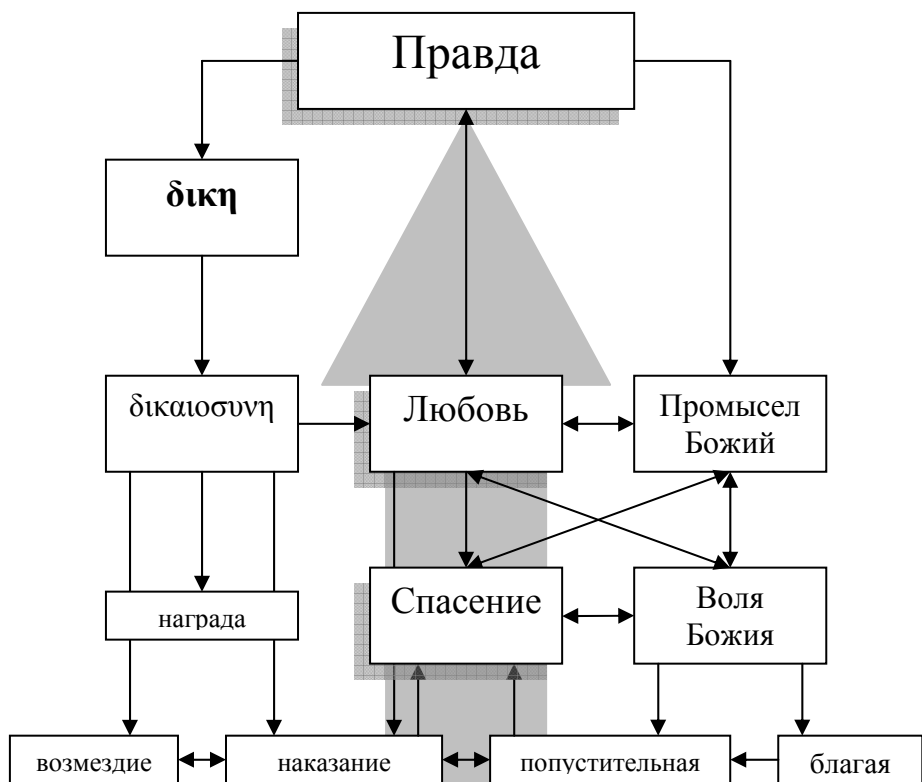 Правда
δικη
δικαιοσυνη
Любовь
Промысел
Божий
награда
Спасение
Воля
Божия
возмездие
наказание
попустительная
благая